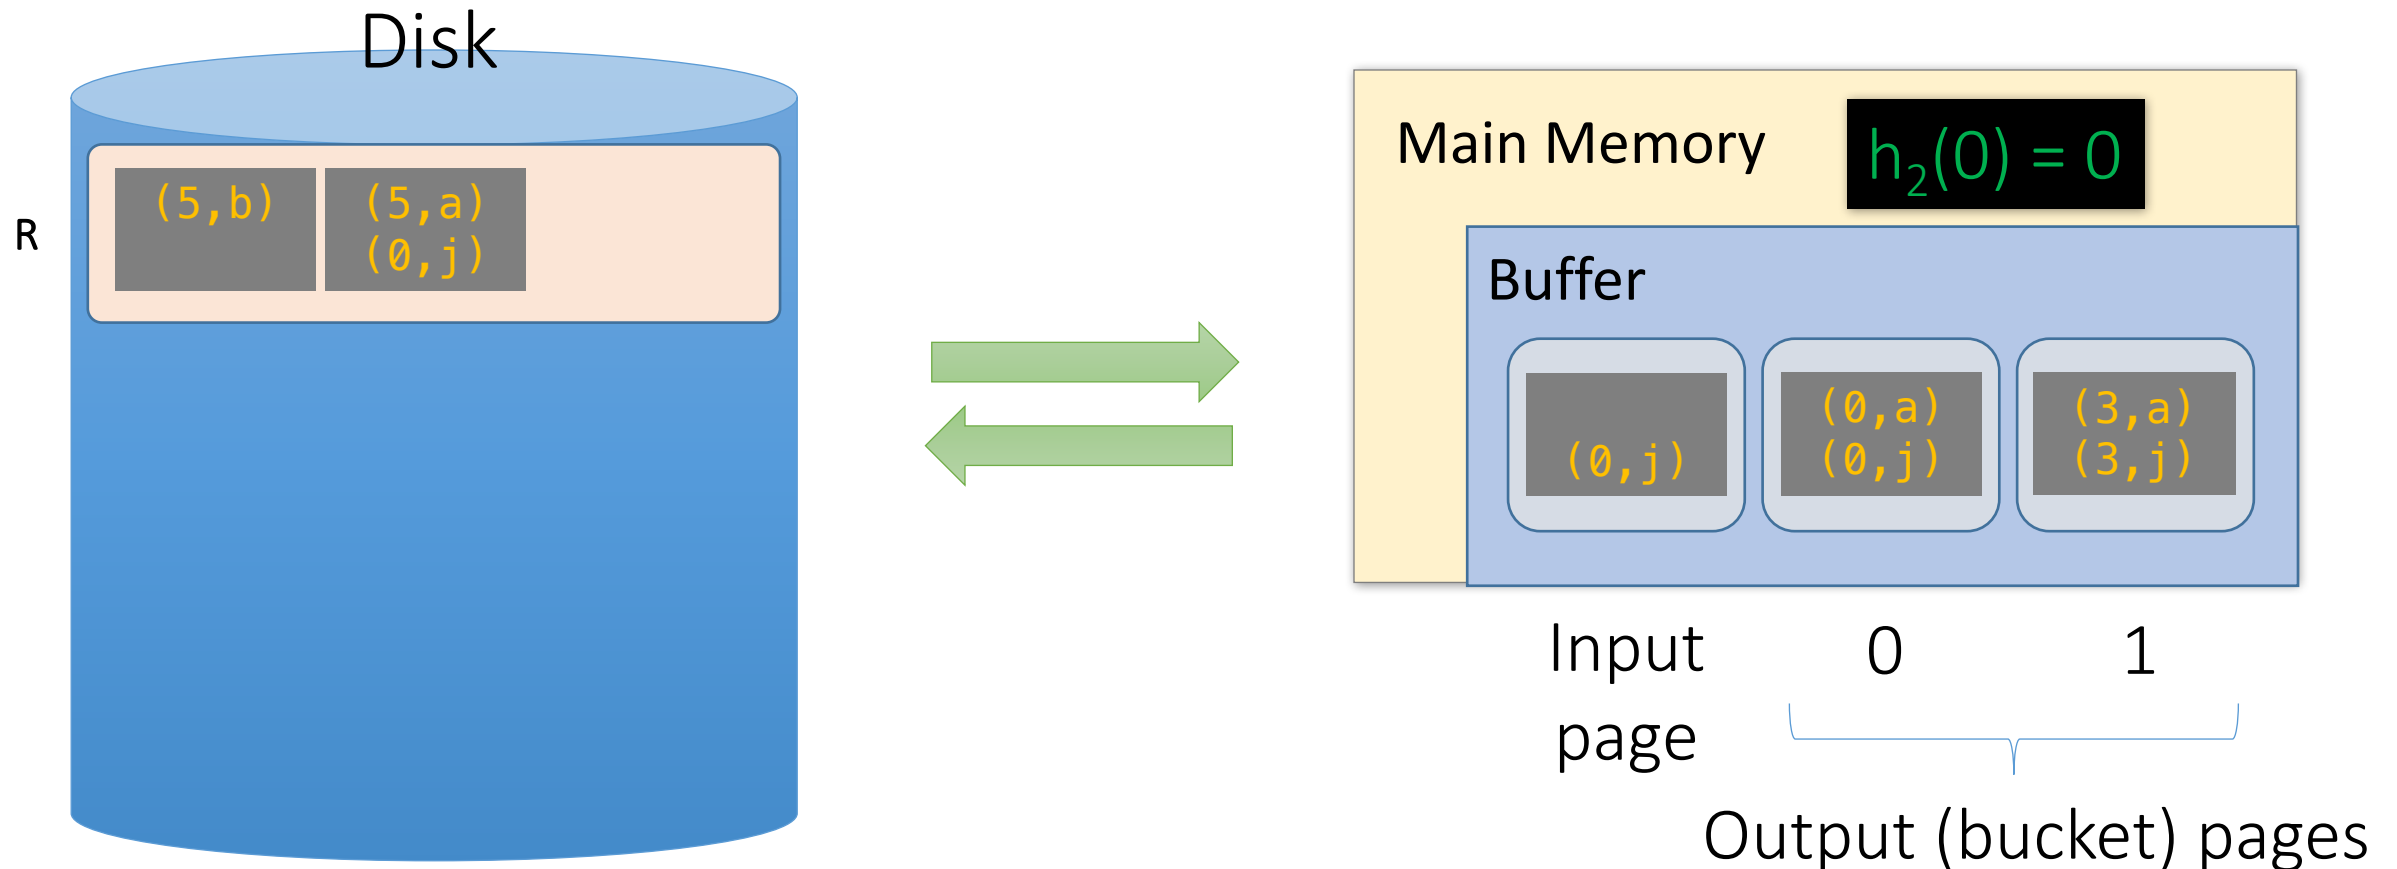 Disk
R
(5,b)
(5,a)
(0,j)
Main Memory
h₂(0) = 0
Buffer
(0,j)
(0,a)
(0,j)
(3,a)
(3,j)
Input
page
0
1
Output (bucket) pages